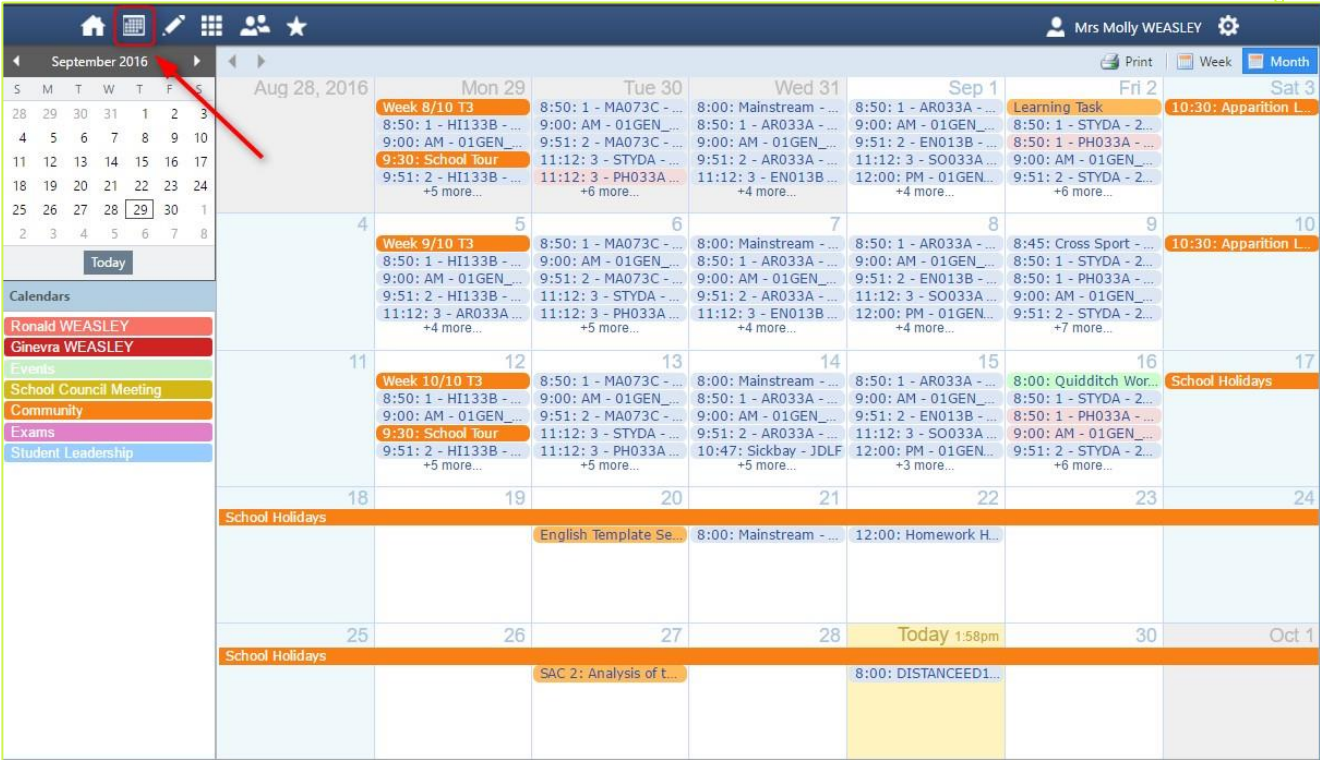 Mrs Molly WEASLEY
September 2016
Print Week Month
S M T W T F S
28 29 30 31 1 2 3
4 5 6 7 8 9 10
11 12 13 14 15 16 17
18 19 20 21 22 23 24
25 26 27 28 29 30 1
2 3 4 5 6 7 8
Today
Calendars
Ronald WEASLEY
Ginevra WEASLEY
Events
School Council Meeting
Community
Exams
Student Leadership
Aug 28, 2016 Mon 29 Tue 30 Wed 31 Sep 1 Fri 2 Sat 3
Week 8/10 T3 8:50: 1 - MA073C - ... 8:00: Mainstream - ... 8:50: 1 - AR033A - ... Learning Task 10:30: Apparition L...
8:50: 1 - HI133B - ... 9:00: AM - 01GEN_... 8:50: 1 - AR033A - ... 9:00: AM - 01GEN_... 8:50: 1 - STYDA - 2...
9:00: AM - 01GEN_... 9:51: 2 - MA073C - ... 9:00: AM - 01GEN_... 9:51: 2 - EN013B - ... 8:50: 1 - PH033A - ...
9:30: School Tour 11:12: 3 - STYDA - ... 9:51: 2 - AR033A - ... 11:12: 3 - SO033A ... 9:00: AM - 01GEN_...
9:51: 2 - HI133B - ... 11:12: 3 - PH033A ... 11:12: 3 - EN013B ... 12:00: PM - 01GEN... 9:51: 2 - STYDA - 2...
+5 more... +6 more... +4 more... +4 more... +6 more...
4 5 6 7 8 9 10
Week 9/10 T3 8:50: 1 - MA073C - ... 8:00: Mainstream - ... 8:50: 1 - AR033A - ... 8:45: Cross Sport - ... 10:30: Apparition L...
8:50: 1 - HI133B - ... 9:00: AM - 01GEN_... 8:50: 1 - AR033A - ... 9:00: AM - 01GEN_... 8:50: 1 - STYDA - 2...
9:00: AM - 01GEN_... 9:51: 2 - MA073C - ... 9:00: AM - 01GEN_... 9:51: 2 - EN013B - ... 8:50: 1 - PH033A - ...
9:51: 2 - HI133B - ... 11:12: 3 - STYDA - ... 9:51: 2 - AR033A - ... 11:12: 3 - SO033A ... 9:00: AM - 01GEN_...
11:12: 3 - AR033A ... 11:12: 3 - PH033A ... 11:12: 3 - EN013B ... 12:00: PM - 01GEN... 9:51: 2 - STYDA - 2...
+4 more... +5 more... +4 more... +4 more... +7 more...
11 12 13 14 15 16 17
Week 10/10 T3 8:50: 1 - MA073C - ... 8:00: Mainstream - ... 8:50: 1 - AR033A - ... 8:00: Quidditch Wor... School Holidays
8:50: 1 - HI133B - ... 9:00: AM - 01GEN_... 8:50: 1 - AR033A - ... 9:00: AM - 01GEN_... 8:50: 1 - STYDA - 2...
9:00: AM - 01GEN_... 9:51: 2 - MA073C - ... 9:00: AM - 01GEN_... 9:51: 2 - EN013B - ... 8:50: 1 - PH033A - ...
9:30: School Tour 11:12: 3 - STYDA - ... 9:51: 2 - AR033A - ... 11:12: 3 - SO033A ... 9:00: AM - 01GEN_...
9:51: 2 - HI133B - ... 11:12: 3 - PH033A ... 10:47: Sickbay - JDLF 12:00: PM - 01GEN... 9:51: 2 - STYDA - 2...
+5 more... +5 more... +5 more... +3 more... +6 more...
18 19 20 21 22 23 24
School Holidays
English Template Se... 8:00: Mainstream - ... 12:00: Homework H...
25 26 27 28 Today 1:58pm 30 Oct 1
School Holidays
SAC 2: Analysis of t... 8:00: DISTANCEED1...